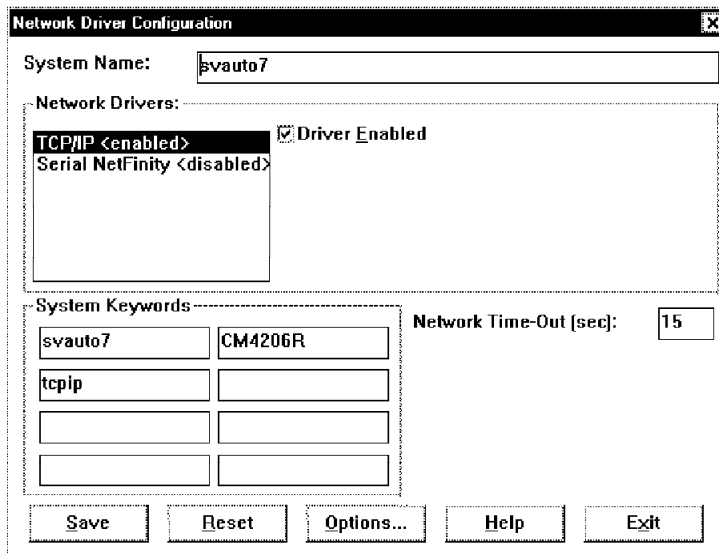 Network Driver Configuration
System Name: svauto7
Network Drivers:
TCP/IP <enabled>
Serial NetFinity <disabled>
Driver Enabled
System Keywords
svauto7 CM4206R
tcpip
Network Time-Out (sec): 15
Save Reset Options... Help Exit